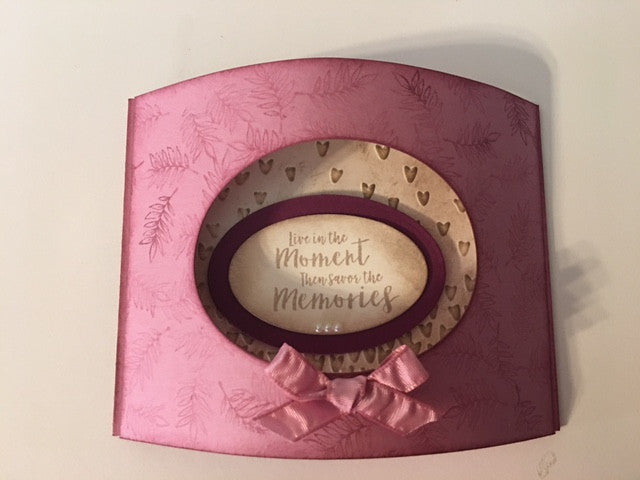 Live in the
Moment
Then savor the
Memories